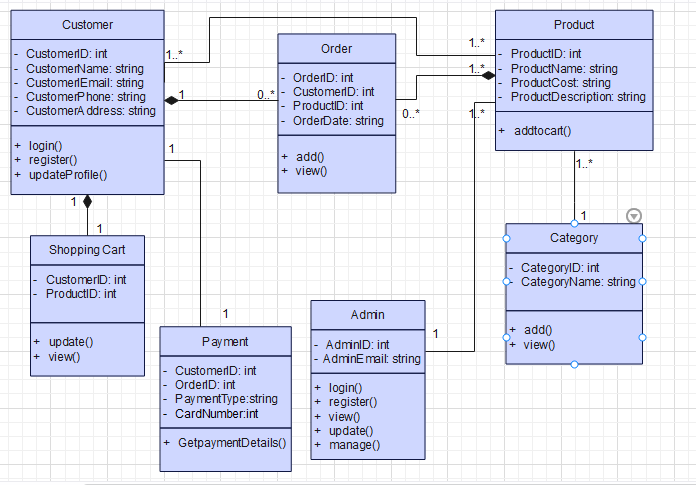 Customer
- CustomerID: int
- CustomerName: string
- CustomerEmail: string
- CustomerPhone: string
- CustomerAddress: string
+ login()
+ register()
+ updateProfile()
1..*
1..*
Order
- OrderID: int
- CustomerID: int
- ProductID: int
- OrderDate: string
+ add()
+ view()
1
0..*
1..*
0..*
Product
- ProductID: int
- ProductName: string
- ProductCost: string
- ProductDescription: string
+ addtocart()
1..*
1..*
1
1
1
1
Shopping Cart
- CustomerID: int
- ProductID: int
+ update()
+ view()
Category
- CategoryID: int
- CategoryName: string
+ add()
+ view()
1
Payment
- CustomerID: int
- OrderID: int
- PaymentType:string
- CardNumber:int
+ GetpaymentDetails()
Admin
- AdminID: int
- AdminEmail: string
+ login()
+ register()
+ view()
+ update()
+ manage()
1